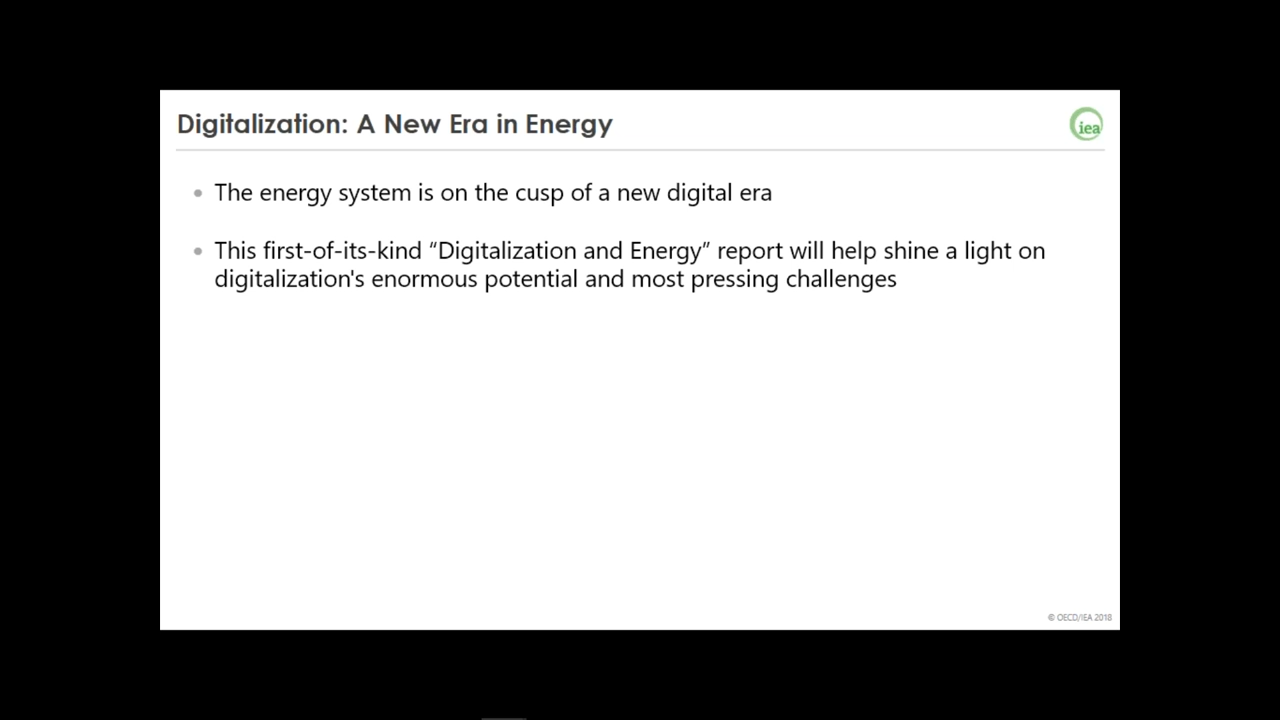 Digitalization: A New Era in Energy
iea
The energy system is on the cusp of a new digital era
This first-of-its-kind “Digitalization and Energy” report will help shine a light on
digitalization's enormous potential and most pressing challenges
© OECD/IEA 2018